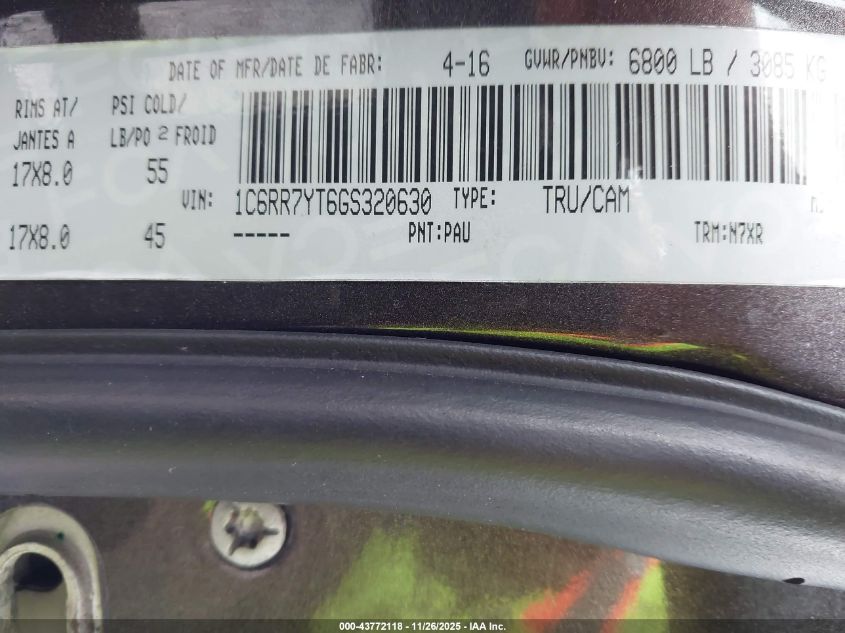 DATE OF MFR/DATE DE FABR: 4-16 GVWR/PNBV: 6800 LB / 3085 KG
RIMS AT/ PSI COLD/
JANTES A LB/PO 2 FROID
17X8.0 55
VIN: 1C6RR7YT6GS320630 TYPE: TRU/CAM
17X8.0 45 ----- PNT:PAU TRM:N7XR
000-43772118 - 11/26/2025 - IAA Inc.